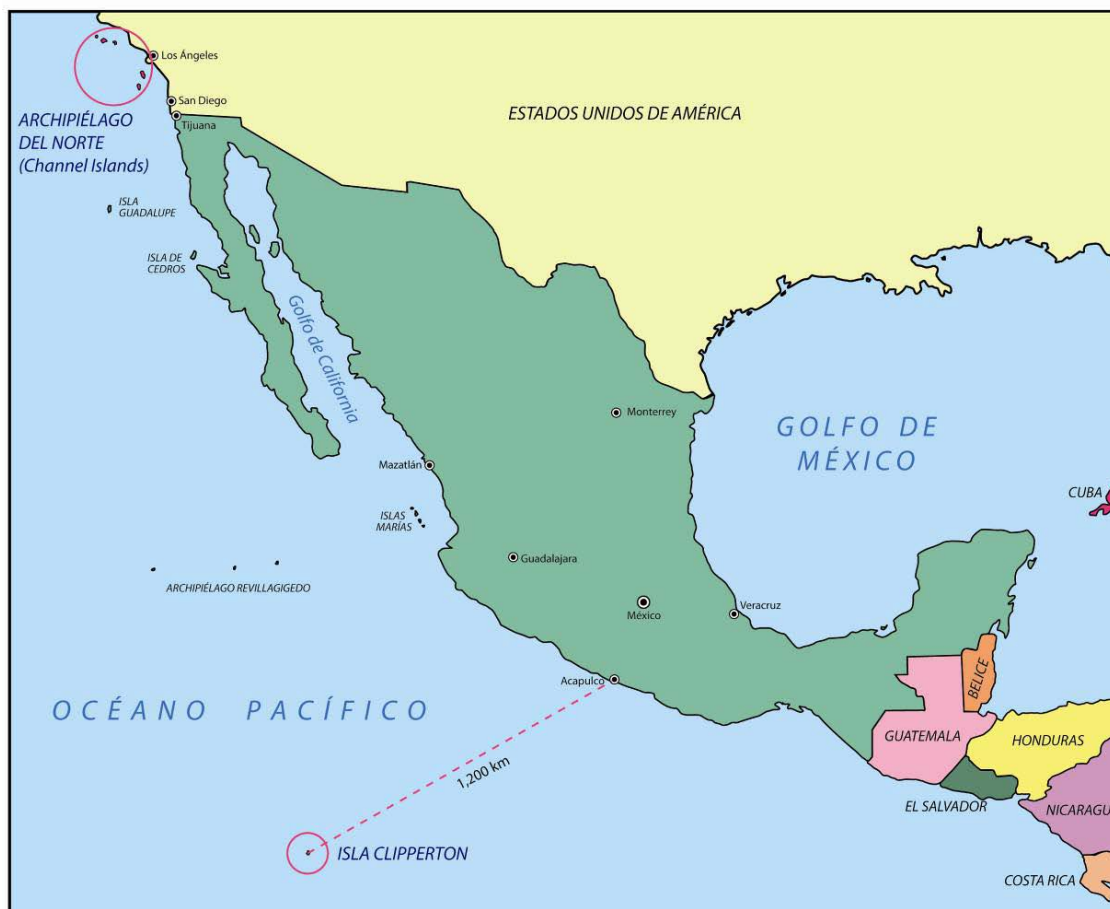 Los Ángeles
San Diego
Tijuana
ARCHIPIÉLAGO
DEL NORTE
(Channel Islands)
ESTADOS UNIDOS DE AMÉRICA
ISLA
GUADALUPE
ISLA DE
CEDROS
Golfo de California
Monterrey
GOLFO DE
MÉXICO
Mazatlán
CUBA
ISLAS
MARÍAS
Guadalajara
ARCHIPIÉLAGO REVILLAGIGEDO
México
Veracruz
Acapulco
BELICE
OCÉANO PACÍFICO
GUATEMALA
HONDURAS
1,200 km
EL SALVADOR
NICARAGU
ISLA CLIPPERTON
COSTA RICA